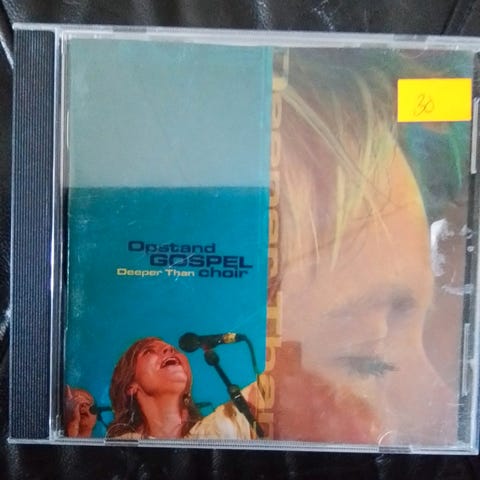 30
Opstand
GOSPEL
Deeper Than choir
Deeper Than